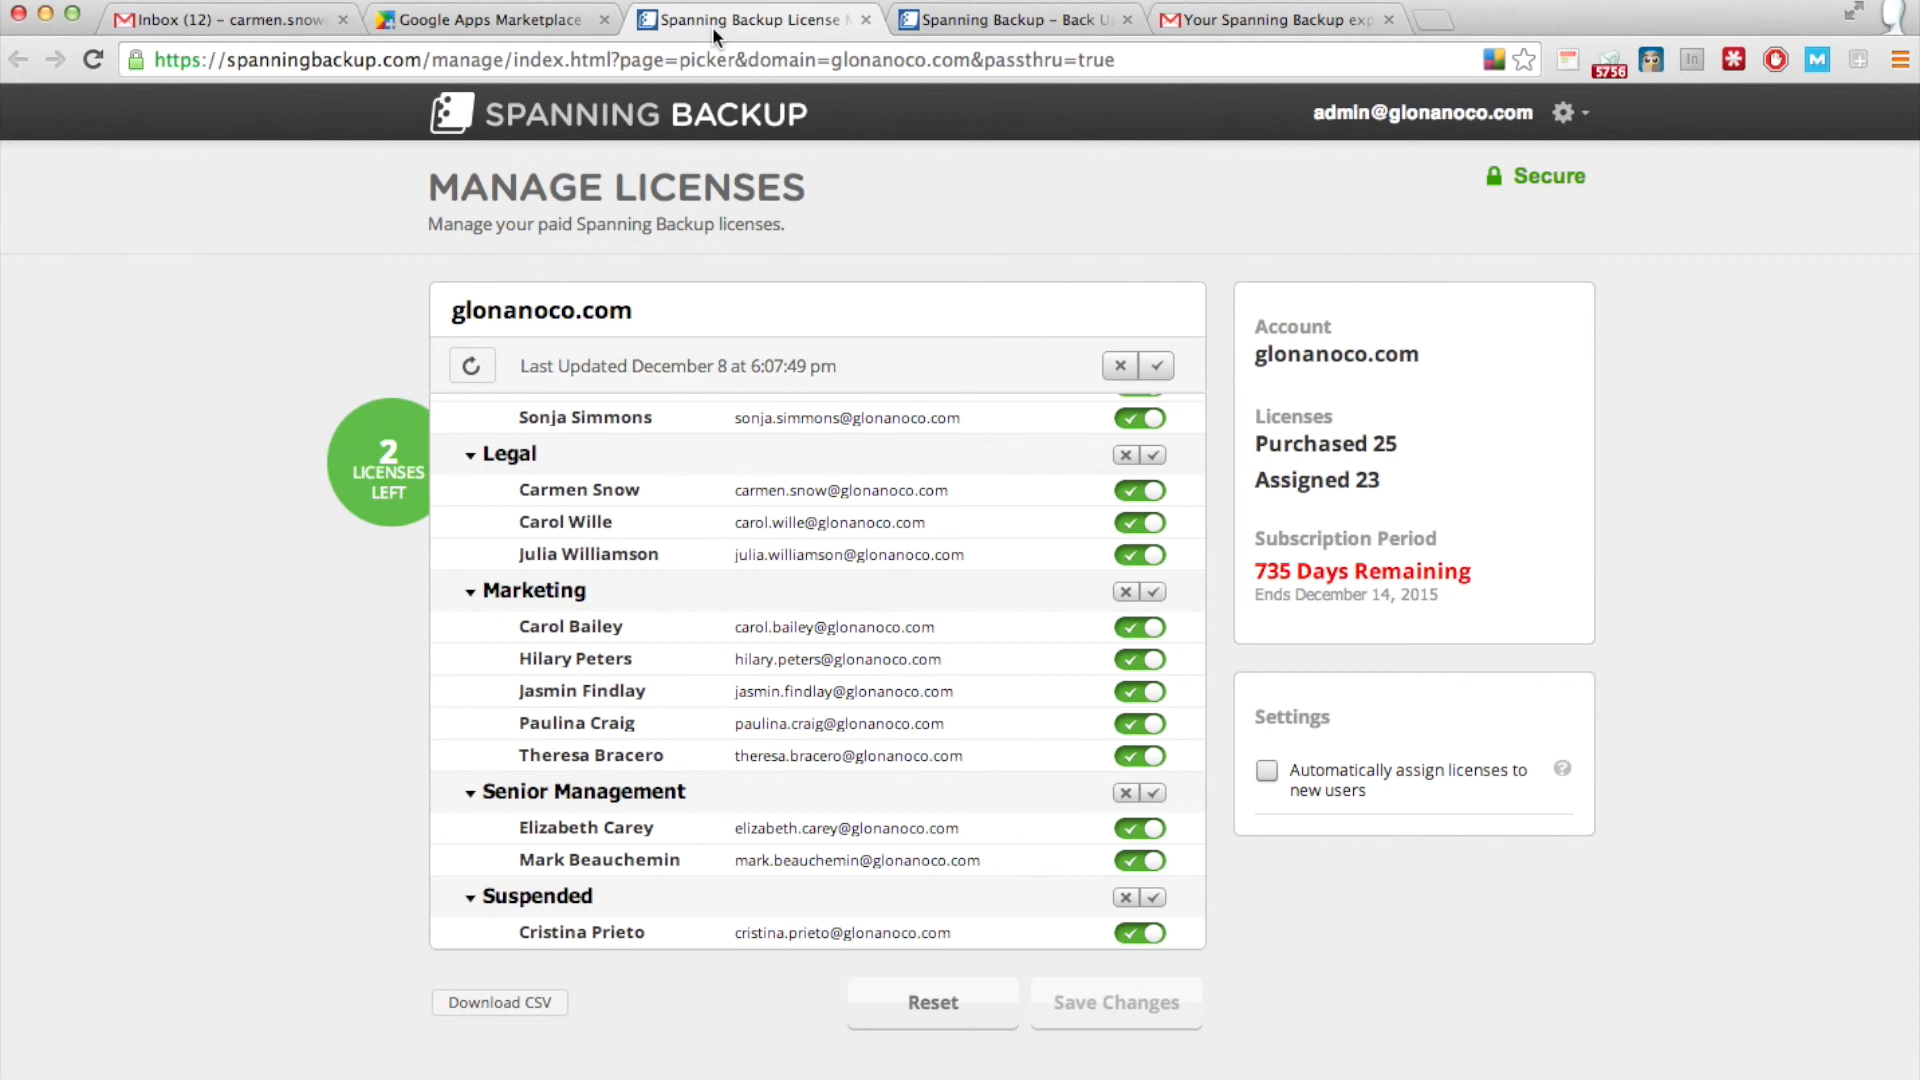 Inbox (12) – carmen.snow
Google Apps Marketplace
Spanning Backup License
Spanning Backup – Back U
Your Spanning Backup exp
https://spanningbackup.com/manage/index.html?page=picker&domain=glonanoco.com&passthru=true
5756
In
M
SPANNING BACKUP
admin@glonanoco.com
MANAGE LICENSES
Secure
Manage your paid Spanning Backup licenses.
glonanoco.com
Last Updated December 8 at 6:07:49 pm
2
LICENSES
LEFT
Sonja Simmons sonja.simmons@glonanoco.com
Legal
Carmen Snow carmen.snow@glonanoco.com
Carol Wille carol.wille@glonanoco.com
Julia Williamson julia.williamson@glonanoco.com
Marketing
Carol Bailey carol.bailey@glonanoco.com
Hilary Peters hilary.peters@glonanoco.com
Jasmin Findlay jasmin.findlay@glonanoco.com
Paulina Craig paulina.craig@glonanoco.com
Theresa Bracero theresa.bracero@glonanoco.com
Senior Management
Elizabeth Carey elizabeth.carey@glonanoco.com
Mark Beauchemin mark.beauchemin@glonanoco.com
Suspended
Cristina Prieto cristina.prieto@glonanoco.com
Download CSV
Reset
Save Changes
Account
glonanoco.com
Licenses
Purchased 25
Assigned 23
Subscription Period
735 Days Remaining
Ends December 14, 2015
Settings
Automatically assign licenses to
new users
?